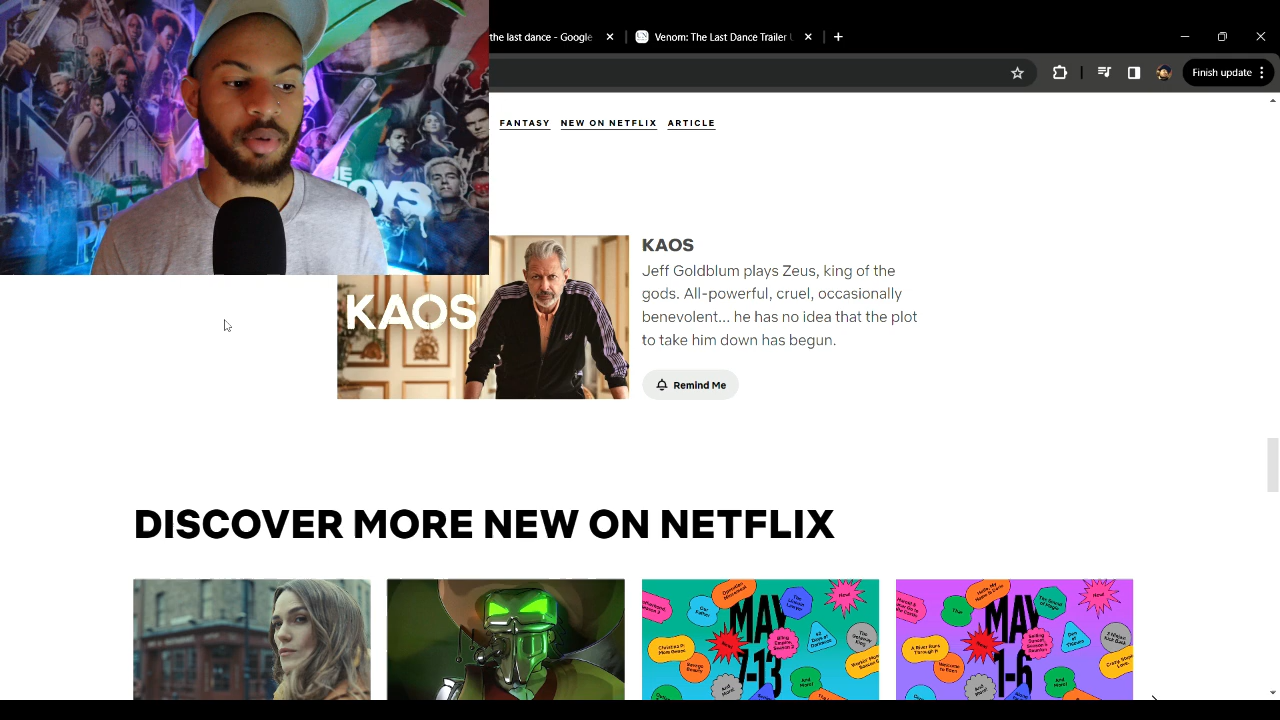 the last dance - Google
Venom: The Last Dance Trailer
Finish update
FANTASY NEW ON NETFLIX ARTICLE
THE
BOYS
KAOS
KAOS
Jeff Goldblum plays Zeus, king of the
gods. All-powerful, cruel, occasionally
benevolent... he has no idea that the plot
to take him down has begun.
Remind Me
DISCOVER MORE NEW ON NETFLIX
MAY
7-13
MAY
1-6